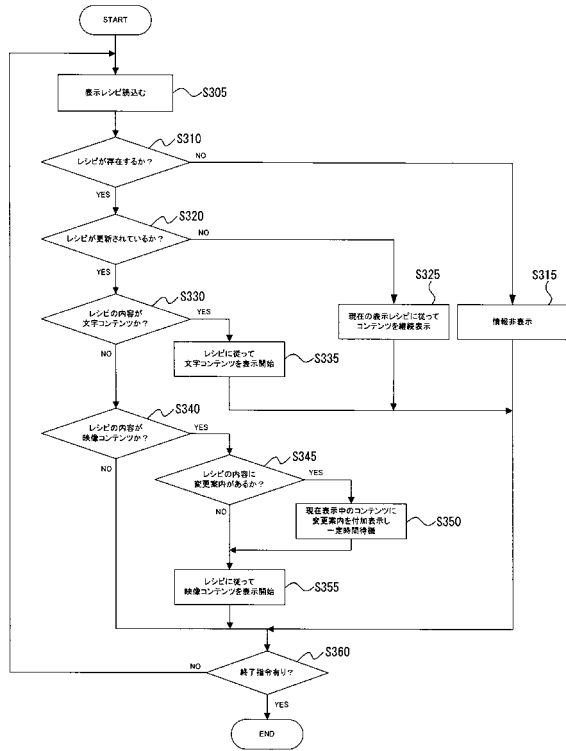 START
表示レシピ読込む
S305
レシピが存在するか？
S310
NO
YES
レシピが更新されているか？
S320
NO
YES
レシピの内容が
文字コンテンツか？
S330
YES
NO
現在の表示レシピに従って
コンテンツを継続表示
S325
情報非表示
S315
レシピに従って
文字コンテンツを表示開始
S335
レシピの内容が
映像コンテンツか？
S340
YES
NO
レシピの内容に
変更案内があるか？
S345
YES
NO
現在表示中のコンテンツに
変更案内を付加表示し
一定時間待機
S350
レシピに従って
映像コンテンツを表示開始
S355
終了指令有り？
S360
NO
YES
END